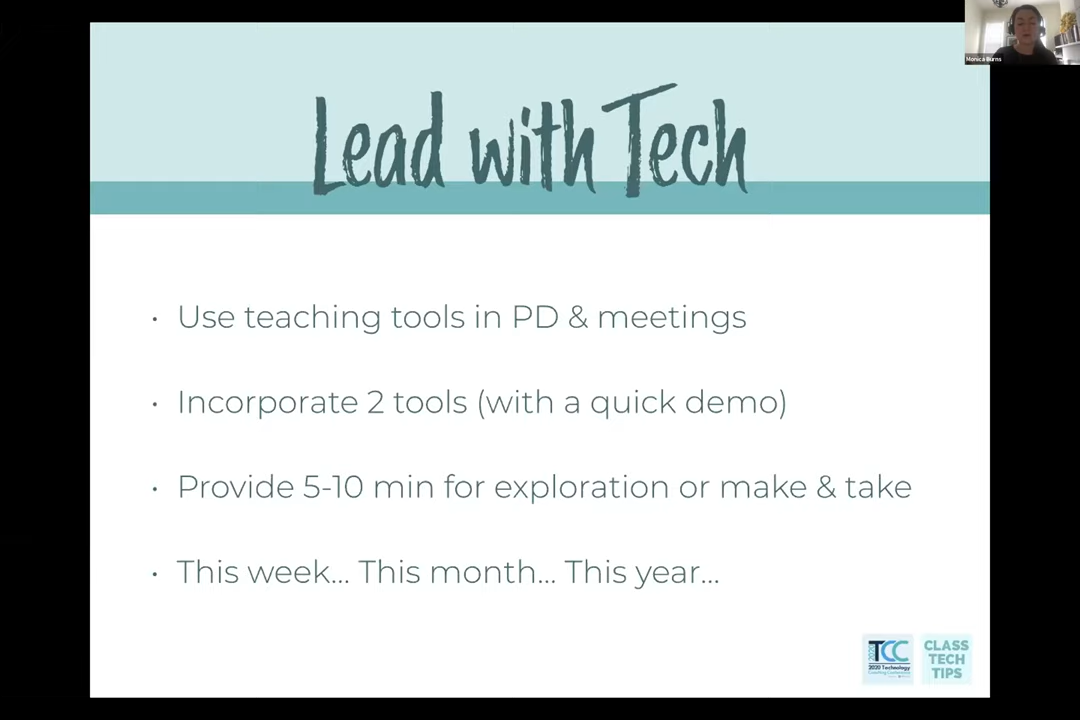 Monica Burns
Lead with Tech
• Use teaching tools in PD & meetings
• Incorporate 2 tools (with a quick demo)
• Provide 5-10 min for exploration or make & take
• This week... This month... This year...
TCC
2020 Technology
CLASS
TECH
TIPS